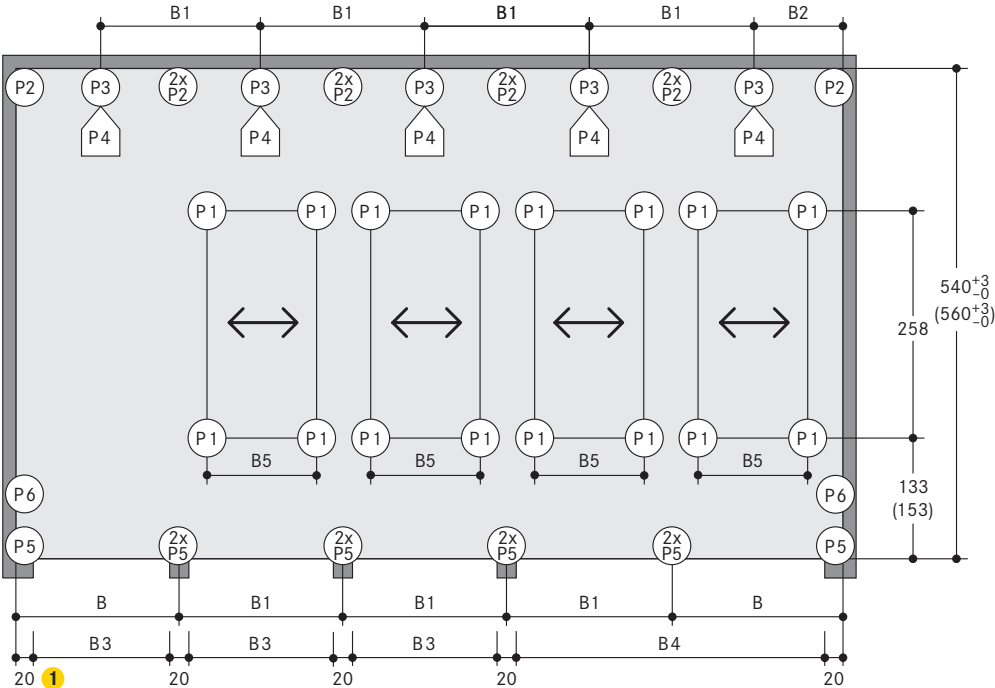 B1 B1 B1 B1 B2
P2 P3 2x P2 P3 2x P2 P3 2x P2 P3 2x P2 P3 P2
P4 P4 P4 P4 P4
P1 P1 P1 P1 P1 P1 P1 P1
540+3 −0
(560+3 −0)
258
P1 P1 P1 P1 P1 P1 P1 P1
B5 B5 B5 B5
P6 P6
133
(153)
P5 2x P5 2x P5 2x P5 2x P5 P5
B B1 B1 B1 B
B3 B3 B3 B4
20 1 20 20 20 20